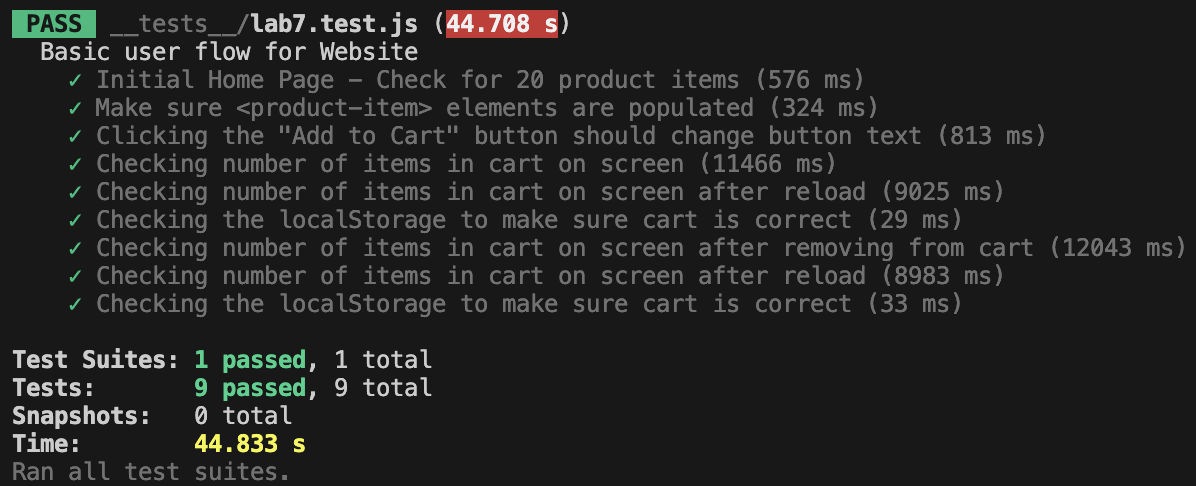 PASS __tests__/lab7.test.js (44.708 s)
Basic user flow for Website
✓ Initial Home Page – Check for 20 product items (576 ms)
✓ Make sure <product-item> elements are populated (324 ms)
✓ Clicking the "Add to Cart" button should change button text (813 ms)
✓ Checking number of items in cart on screen (11466 ms)
✓ Checking number of items in cart on screen after reload (9025 ms)
✓ Checking the localStorage to make sure cart is correct (29 ms)
✓ Checking number of items in cart on screen after removing from cart (12043 ms)
✓ Checking number of items in cart on screen after reload (8983 ms)
✓ Checking the localStorage to make sure cart is correct (33 ms)
Test Suites: 1 passed, 1 total
Tests: 9 passed, 9 total
Snapshots: 0 total
Time: 44.833 s
Ran all test suites.